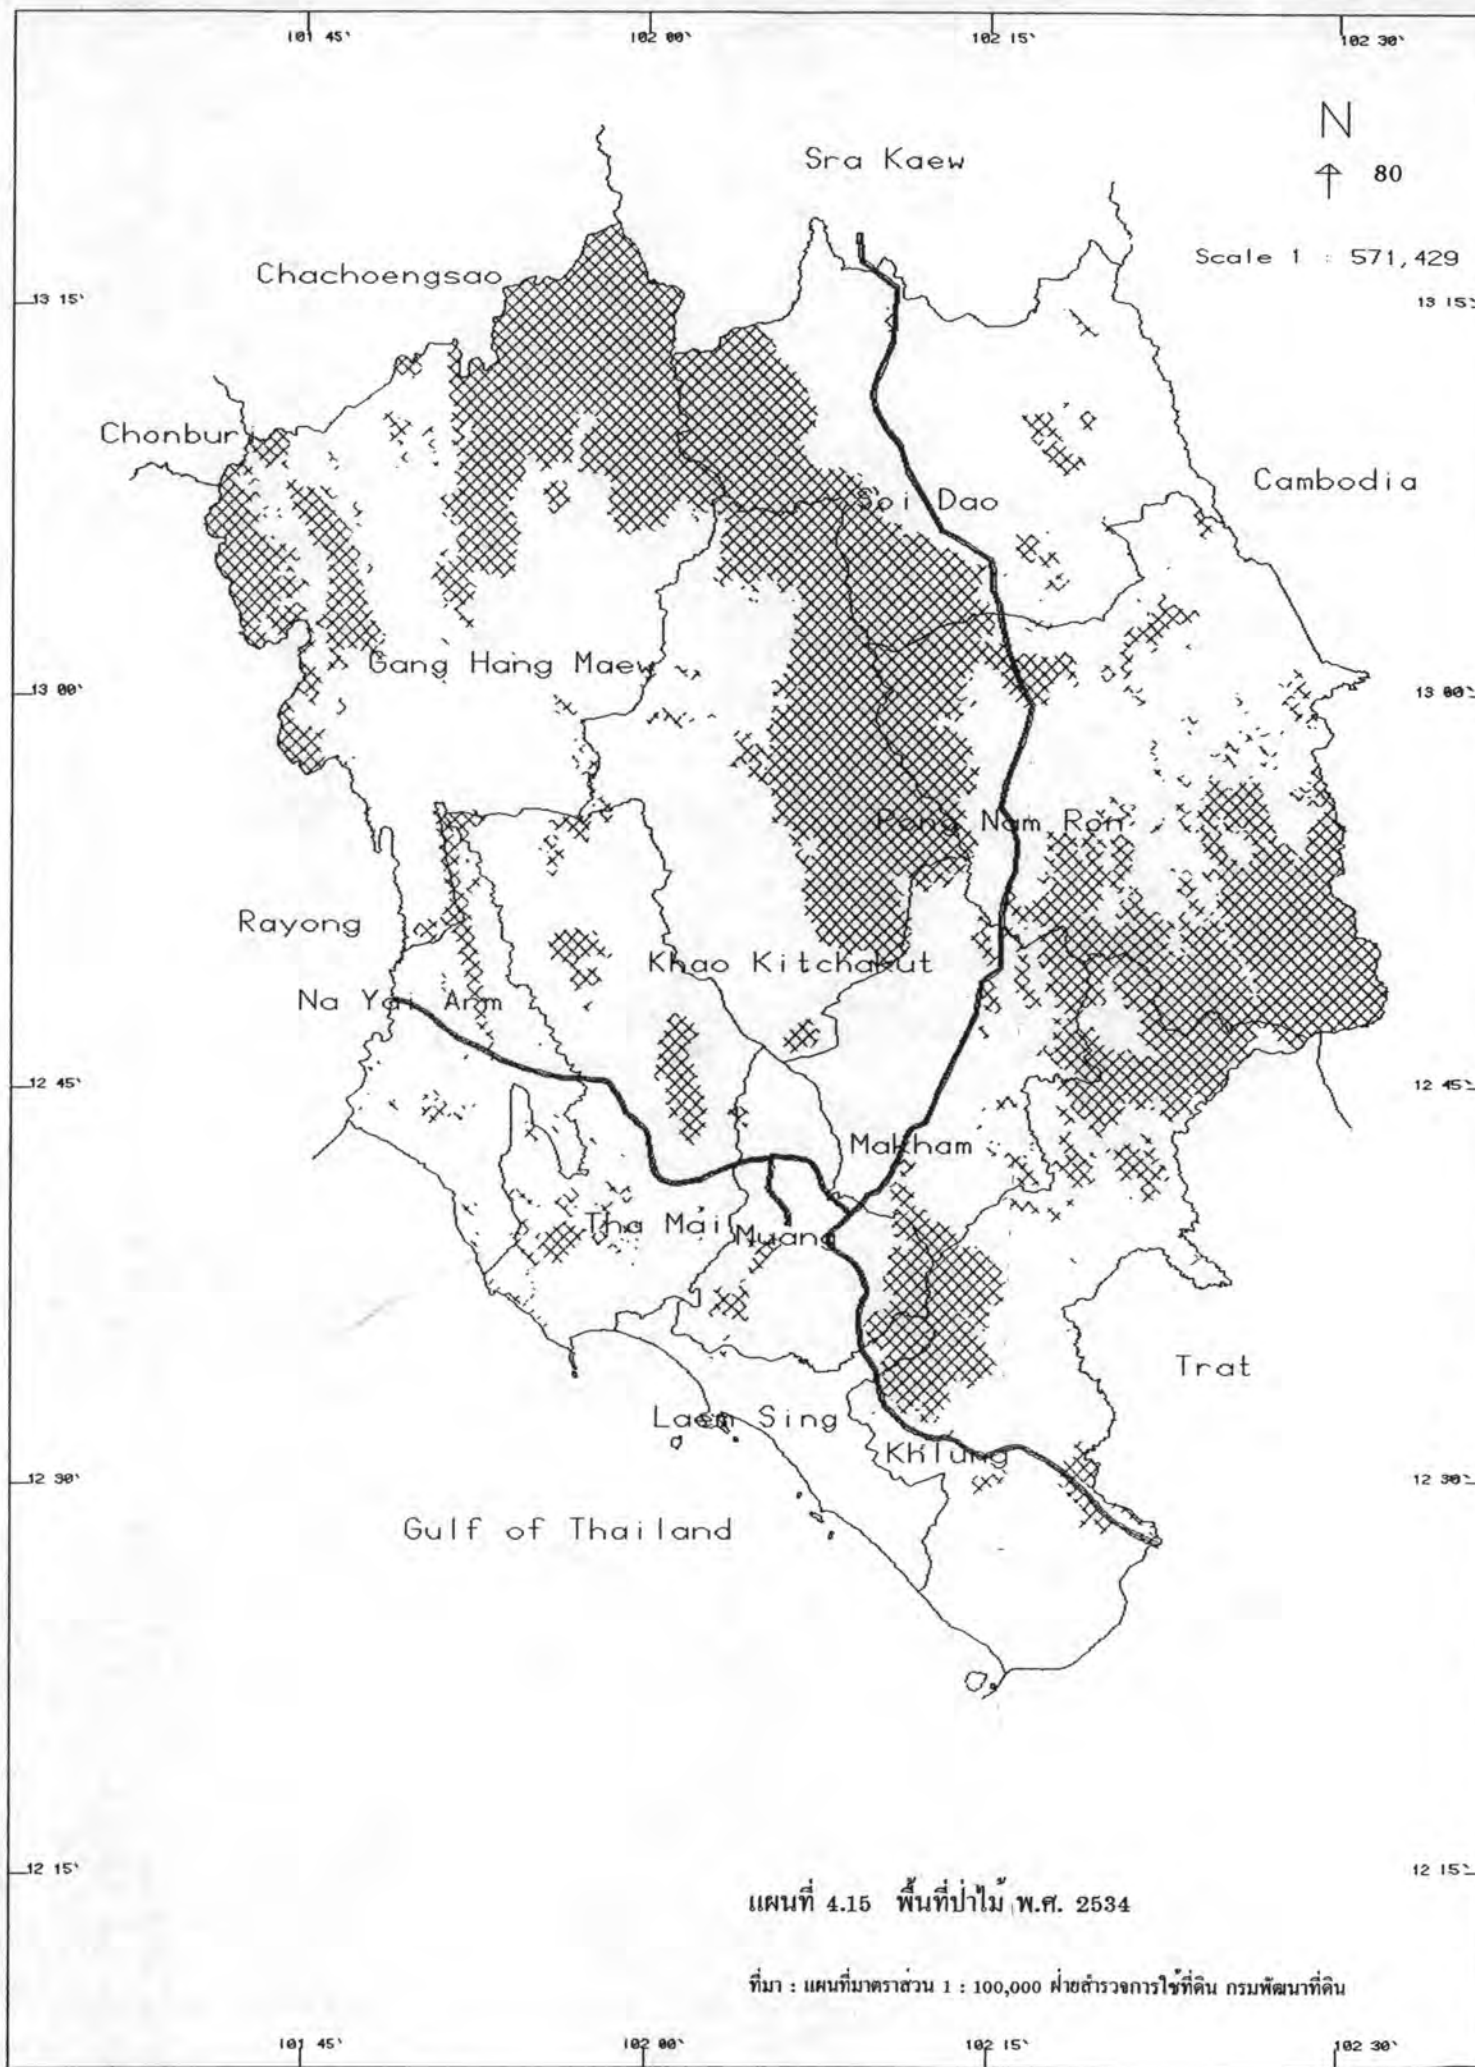 101 45' 102 00' 102 15' 102 30'
N
80
Sra Kaew
Scale 1 : 571,429
Chachoengsao
13 15' 13 15'
Chonburi
Cambodia
Soi Dao
Gang Hang Maew
13 00' 13 00'
Pong Nam Ron
Rayong
Khao Kitchakut
Na Yai Arm
12 45' 12 45'
Makham
Tha Mai
Muang
Trat
Laem Sing
Khlung
12 30' 12 30'
Gulf of Thailand
12 15' 12 15'
แผนที่ 4.15 พื้นที่ป่าไม้ พ.ศ. 2534
ที่มา : แผนที่มาตราส่วน 1 : 100,000 ฝ่ายสำรวจการใช้ที่ดิน กรมพัฒนาที่ดิน
101 45' 102 00' 102 15' 102 30'